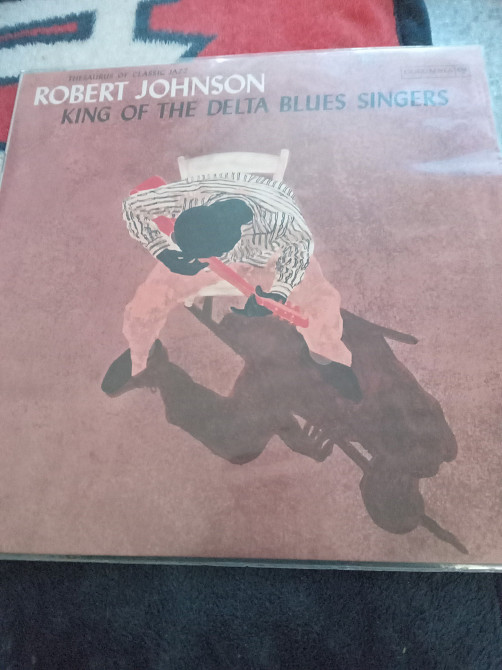 THESAURUS OF CLASSIC JAZZ
ROBERT JOHNSON
KING OF THE DELTA BLUES SINGERS